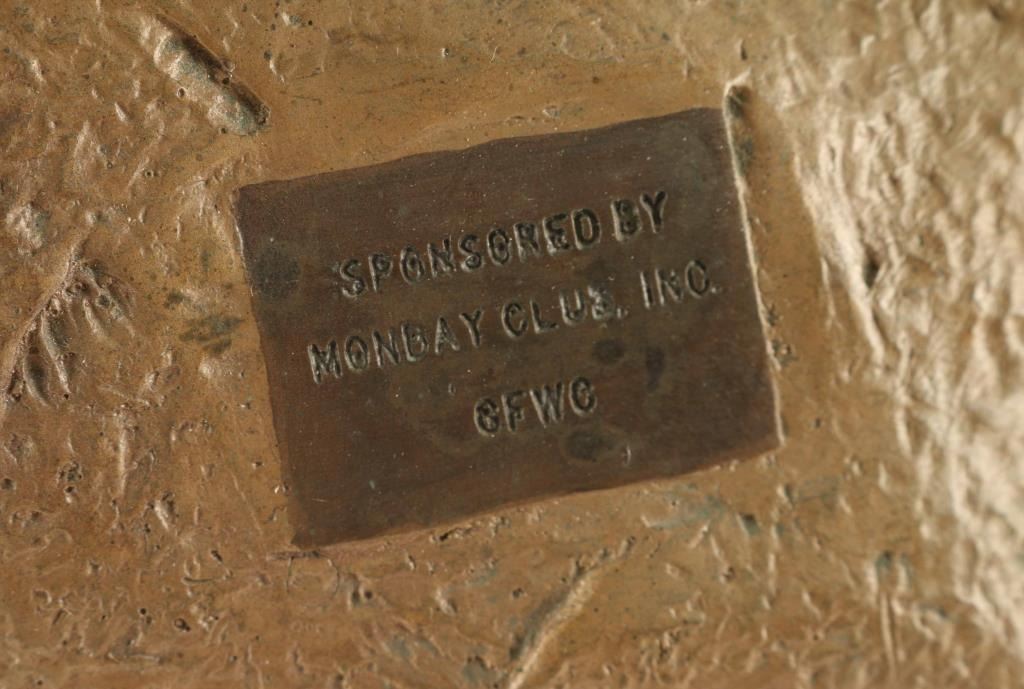 SPONSORED BY
MONDAY CLUB, INC.
GFWC